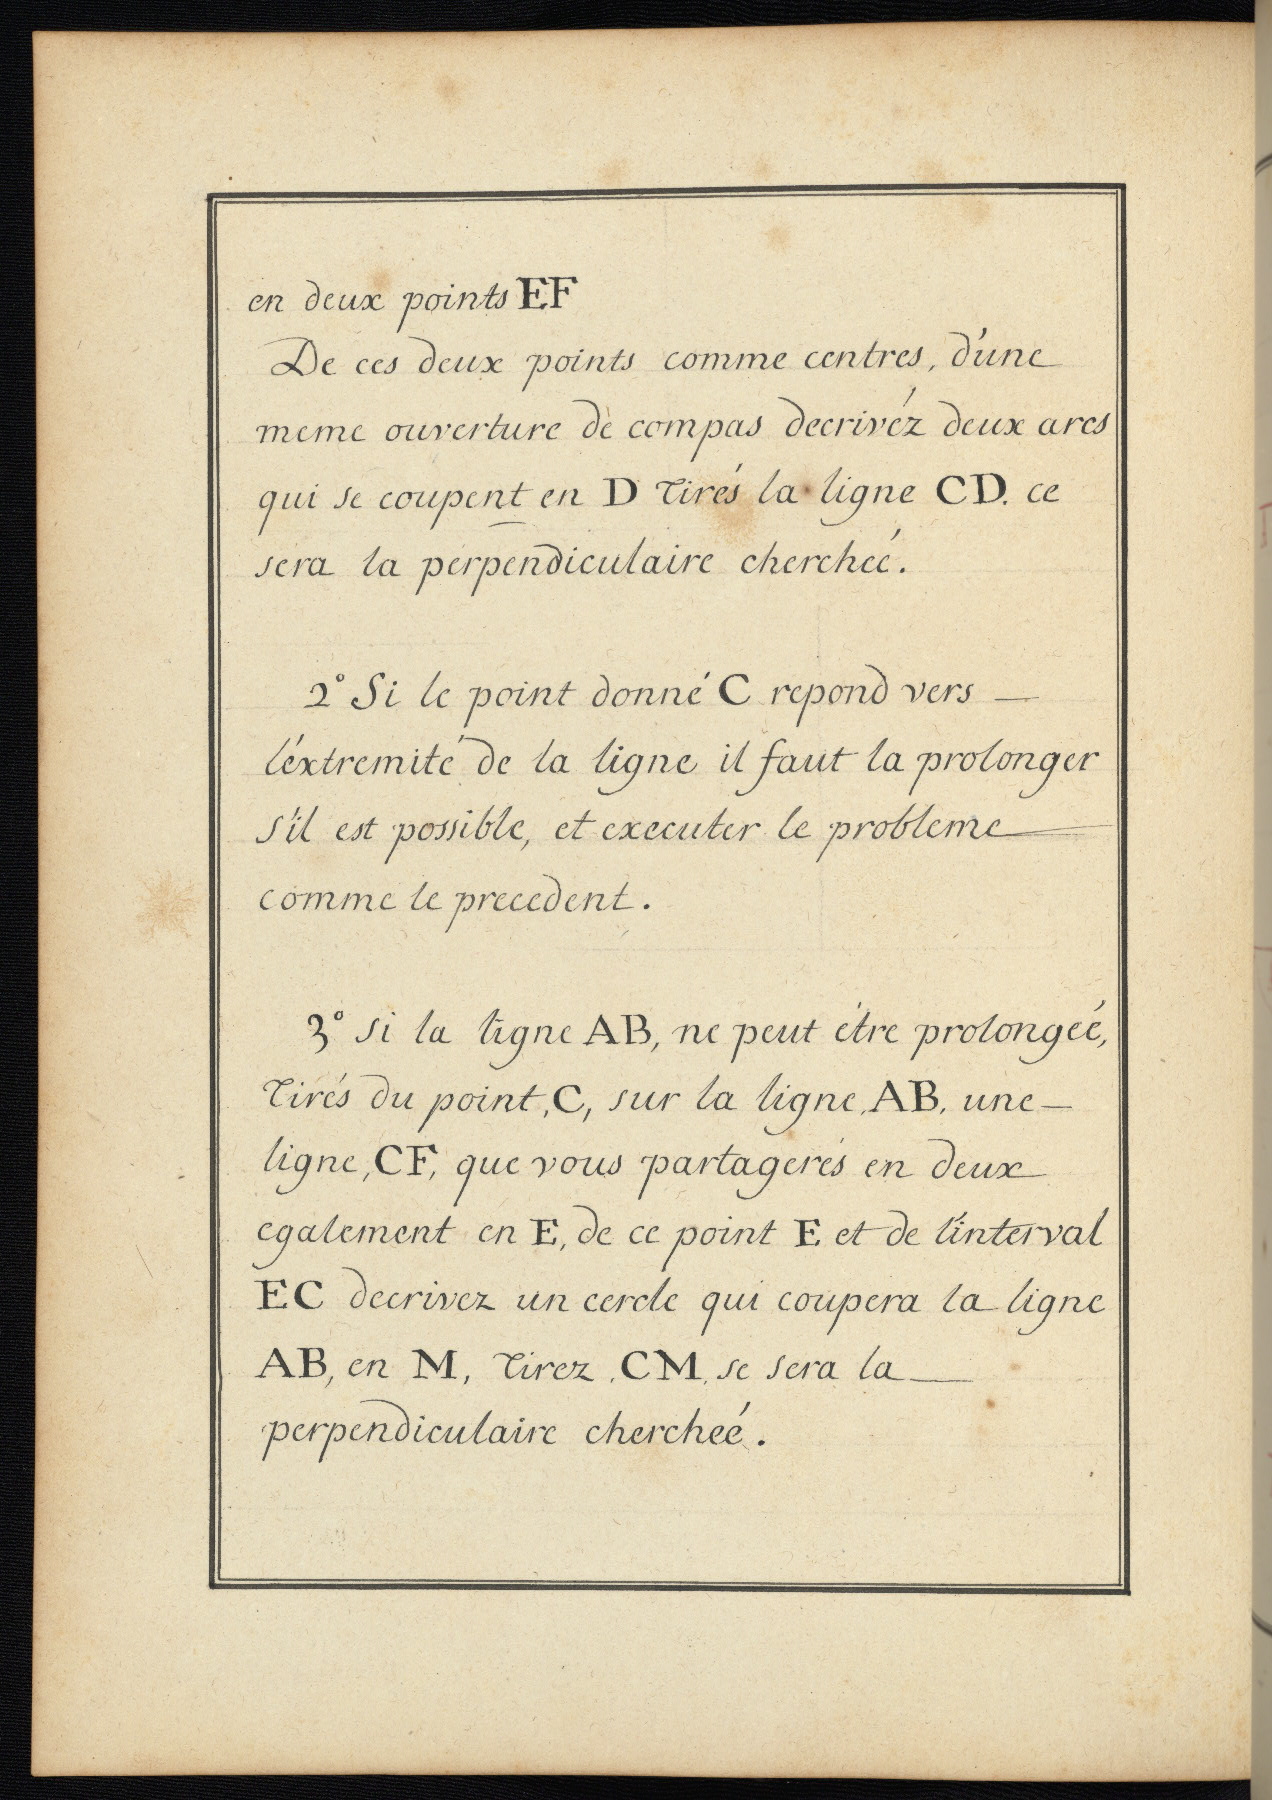 en deux points EF
De ces deux points comme centres, d'une
meme ouverture de compas decrivéz deux arcs
qui se coupent en D Tirés la ligne CD. ce
sera la perpendiculaire chercheé.
2° Si le point donné C repond vers —
l'éxtremité de la ligne il faut la prolonger
s'il est possible, et executer le probleme
comme le precedent.
3° si la ligne AB, ne peut étre prolongeé,
Tirés du point, C, sur la ligne, AB, une —
ligne, CF, que vous partagerés en deux
egalement en E, de ce point E et de l'interval
EC decrivez un cercle qui coupera la ligne
AB, en M, Tirez, CM, se sera la —
perpendiculaire chercheé.